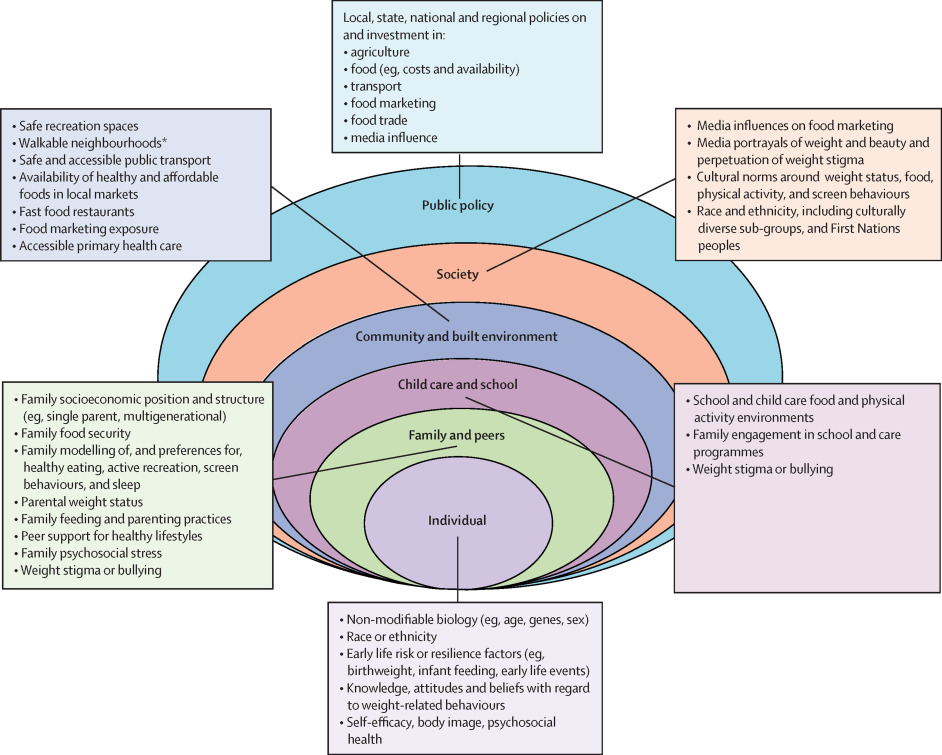 Local, state, national and regional policies on
and investment in:
• agriculture
• food (eg, costs and availability)
• transport
• food marketing
• food trade
• media influence
• Safe recreation spaces
• Walkable neighbourhoods*
• Safe and accessible public transport
• Availability of healthy and affordable
foods in local markets
• Fast food restaurants
• Food marketing exposure
• Accessible primary health care
• Media influences on food marketing
• Media portrayals of weight and beauty and
perpetuation of weight stigma
• Cultural norms around weight status, food,
physical activity, and screen behaviours
• Race and ethnicity, including culturally
diverse sub-groups, and First Nations
peoples
Public policy
Society
Community and built environment
Child care and school
Family and peers
Individual
• Family socioeconomic position and structure
(eg, single parent, multigenerational)
• Family food security
• Family modelling of, and preferences for,
healthy eating, active recreation, screen
behaviours, and sleep
• Parental weight status
• Family feeding and parenting practices
• Peer support for healthy lifestyles
• Family psychosocial stress
• Weight stigma or bullying
• School and child care food and physical
activity environments
• Family engagement in school and care
programmes
• Weight stigma or bullying
• Non-modifiable biology (eg, age, genes, sex)
• Race or ethnicity
• Early life risk or resilience factors (eg,
birthweight, infant feeding, early life events)
• Knowledge, attitudes and beliefs with regard
to weight-related behaviours
• Self-efficacy, body image, psychosocial
health